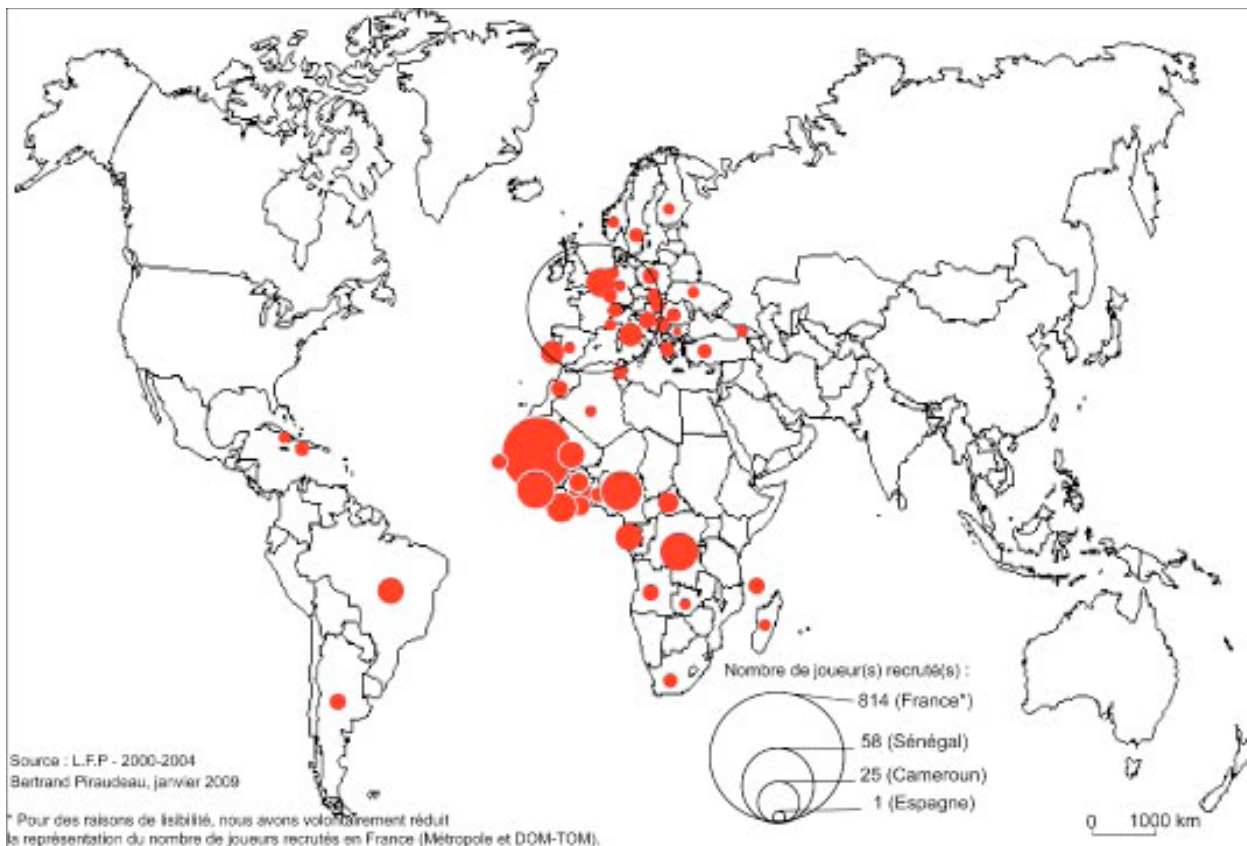 Nombre de joueur(s) recruté(s) :
814 (France*)
58 (Sénégal)
25 (Cameroun)
1 (Espagne)
0 1000 km
Source : L.F.P - 2000-2004
Bertrand Piraudeau, janvier 2009
* Pour des raisons de lisibilité, nous avons volontairement réduit
la représentation du nombre de joueurs recrutés en France (Métropole et DOM-TOM).